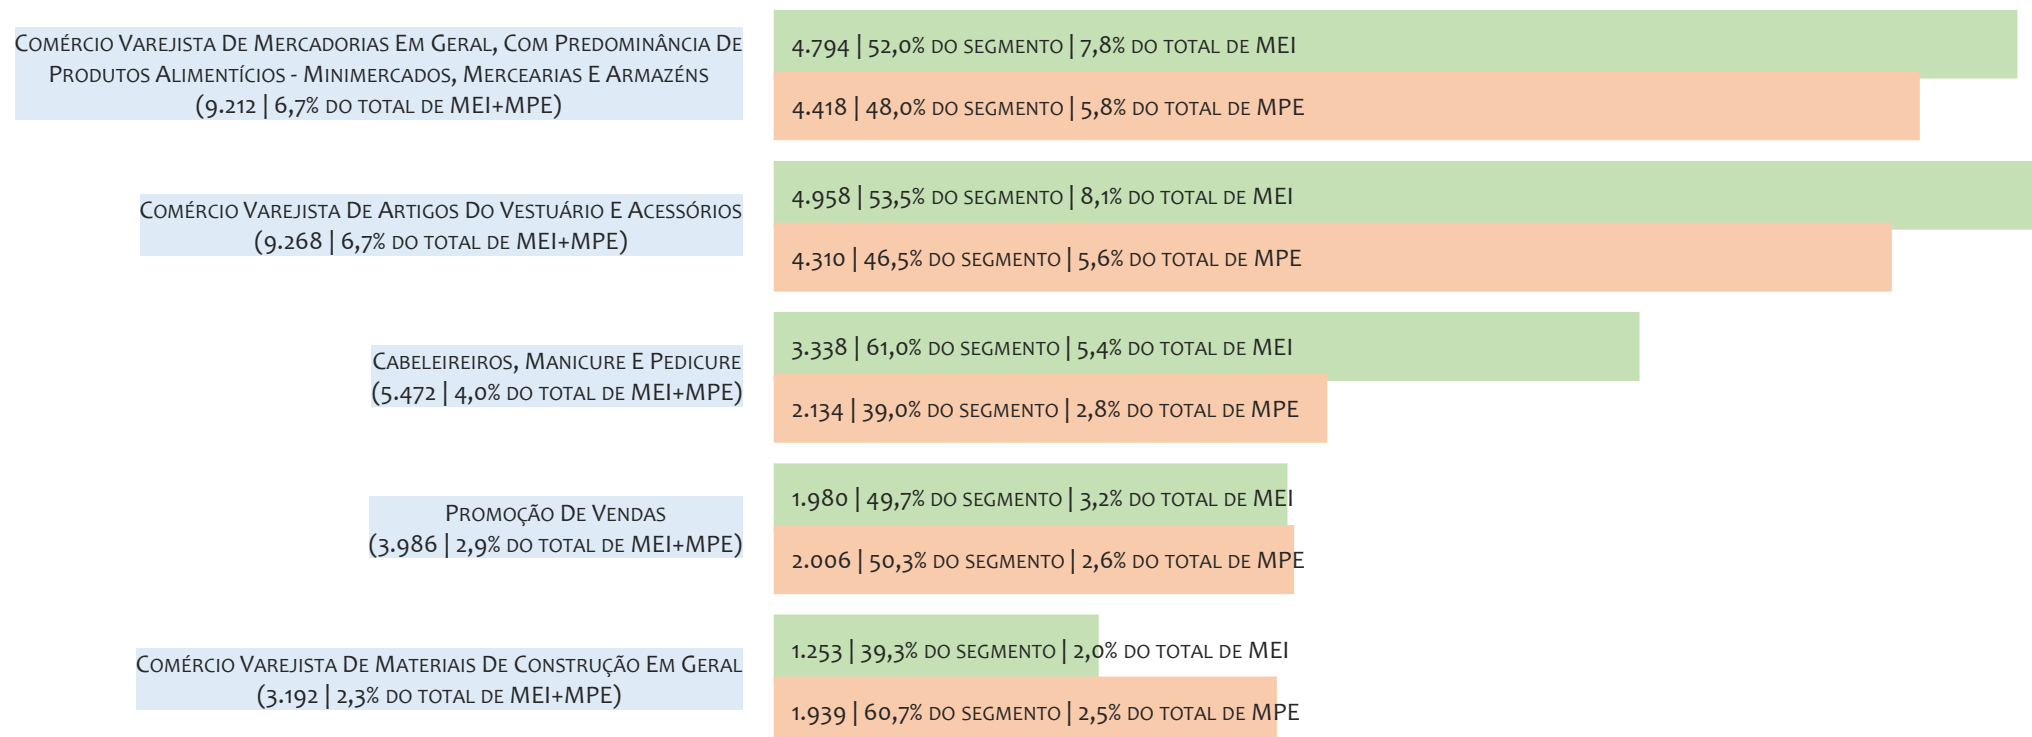 Comércio Varejista De Mercadorias Em Geral, Com Predominância De
Produtos Alimentícios - Minimercados, Mercearias E Armazéns
(9.212 | 6,7% do total de MEI+MPE)
4.794 | 52,0% do segmento | 7,8% do total de MEI
4.418 | 48,0% do segmento | 5,8% do total de MPE
Comércio Varejista De Artigos Do Vestuário E Acessórios
(9.268 | 6,7% do total de MEI+MPE)
4.958 | 53,5% do segmento | 8,1% do total de MEI
4.310 | 46,5% do segmento | 5,6% do total de MPE
Cabeleireiros, Manicure E Pedicure
(5.472 | 4,0% do total de MEI+MPE)
3.338 | 61,0% do segmento | 5,4% do total de MEI
2.134 | 39,0% do segmento | 2,8% do total de MPE
Promoção De Vendas
(3.986 | 2,9% do total de MEI+MPE)
1.980 | 49,7% do segmento | 3,2% do total de MEI
2.006 | 50,3% do segmento | 2,6% do total de MPE
Comércio Varejista De Materiais De Construção Em Geral
(3.192 | 2,3% do total de MEI+MPE)
1.253 | 39,3% do segmento | 2,0% do total de MEI
1.939 | 60,7% do segmento | 2,5% do total de MPE